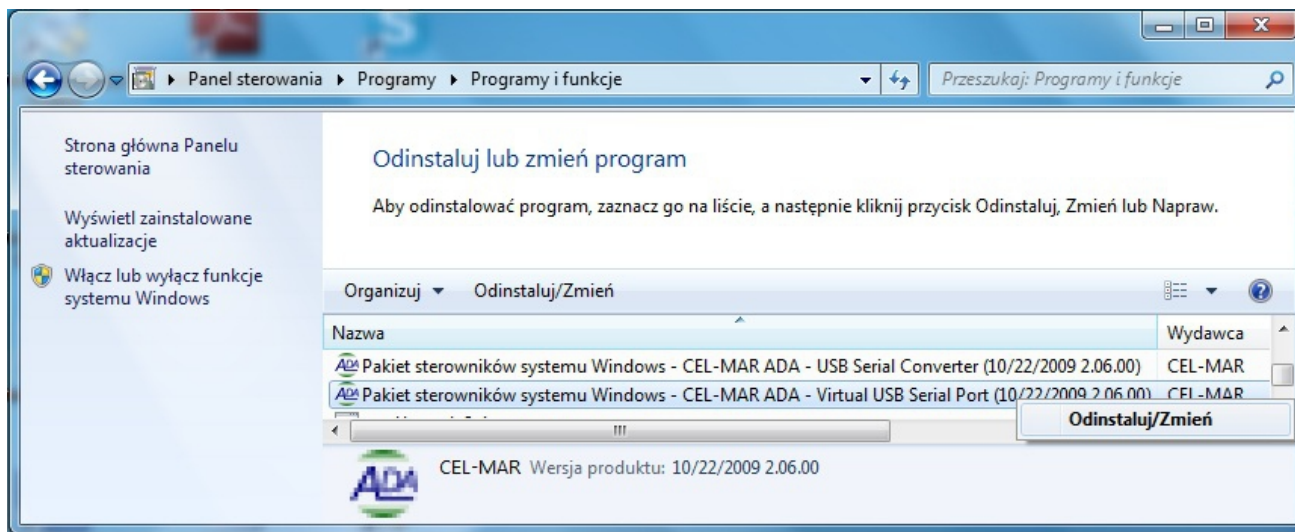 Panel sterowania ▸ Programy ▸ Programy i funkcje
Przeszukaj: Programy i funkcje
Strona główna Panelu
sterowania
Wyświetl zainstalowane
aktualizacje
Włącz lub wyłącz funkcje
systemu Windows
Odinstaluj lub zmień program
Aby odinstalować program, zaznacz go na liście, a następnie kliknij przycisk Odinstaluj, Zmień lub Napraw.
Organizuj Odinstaluj/Zmień
Nazwa Wydawca
Pakiet sterowników systemu Windows - CEL-MAR ADA - USB Serial Converter (10/22/2009 2.06.00) CEL-MAR
Pakiet sterowników systemu Windows - CEL-MAR ADA - Virtual USB Serial Port (10/22/2009 2.06.00) CEL-MAR
Odinstaluj/Zmień
ADA
CEL-MAR Wersja produktu: 10/22/2009 2.06.00